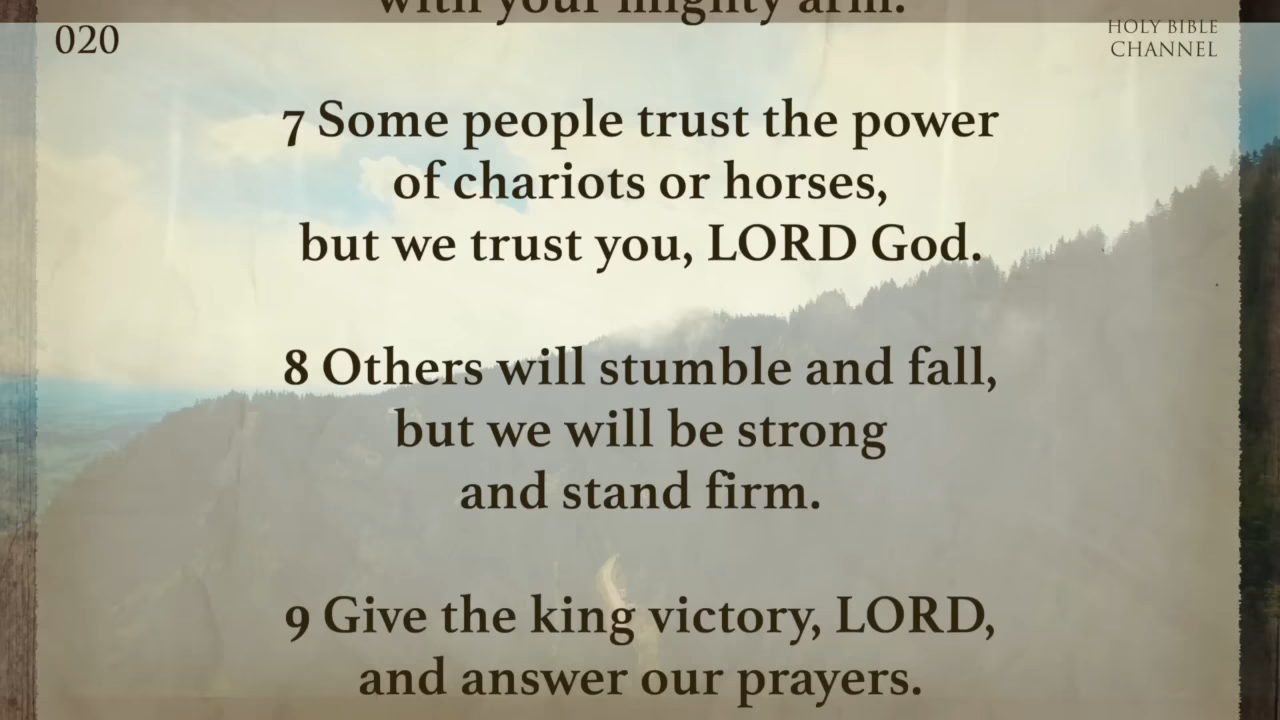 with your mighty arm.
020
HOLY BIBLE
CHANNEL
7 Some people trust the power
of chariots or horses,
but we trust you, LORD God.
8 Others will stumble and fall,
but we will be strong
and stand firm.
9 Give the king victory, LORD,
and answer our prayers.